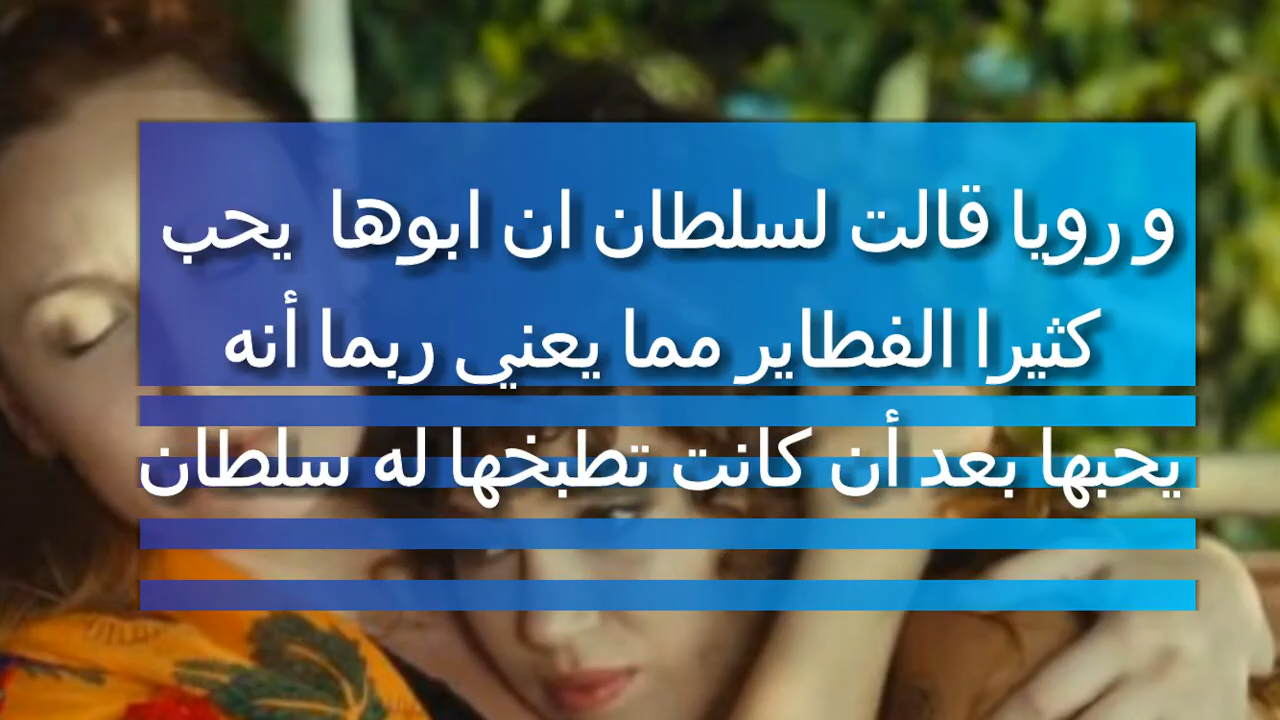 و رويا قالت لسلطان ان ابوها يحب
كثيرا الفطاير مما يعني ربما أنه
يحبها بعد أن كانت تطبخها له سلطان